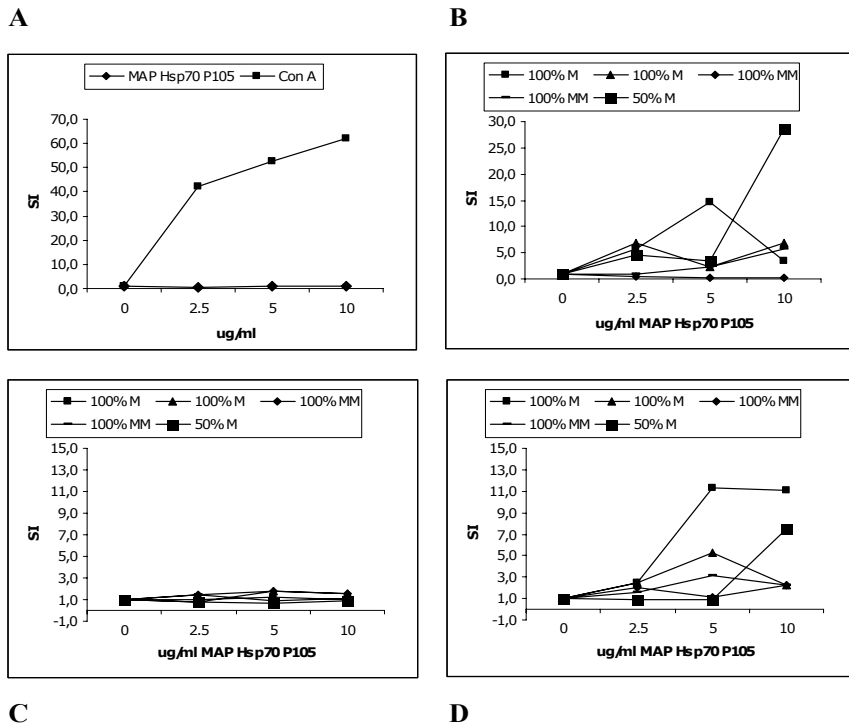 A
MAP Hsp70 P105 Con A
70,0
60,0
50,0
40,0
30,0
20,0
10,0
0,0
SI
0 2.5 5 10
ug/ml
B
100% M 100% M 100% MM
100% MM 50% M
30,0
25,0
20,0
15,0
10,0
5,0
0,0
SI
0 2.5 5 10
ug/ml MAP Hsp70 P105
100% M 100% M 100% MM
100% MM 50% M
15,0
13,0
11,0
9,0
7,0
5,0
3,0
1,0
-1,0
SI
0 2.5 5 10
ug/ml MAP Hsp70 P105
C
100% M 100% M 100% MM
100% MM 50% M
15,0
13,0
11,0
9,0
7,0
5,0
3,0
1,0
-1,0
SI
0 2.5 5 10
ug/ml MAP Hsp70 P105
D